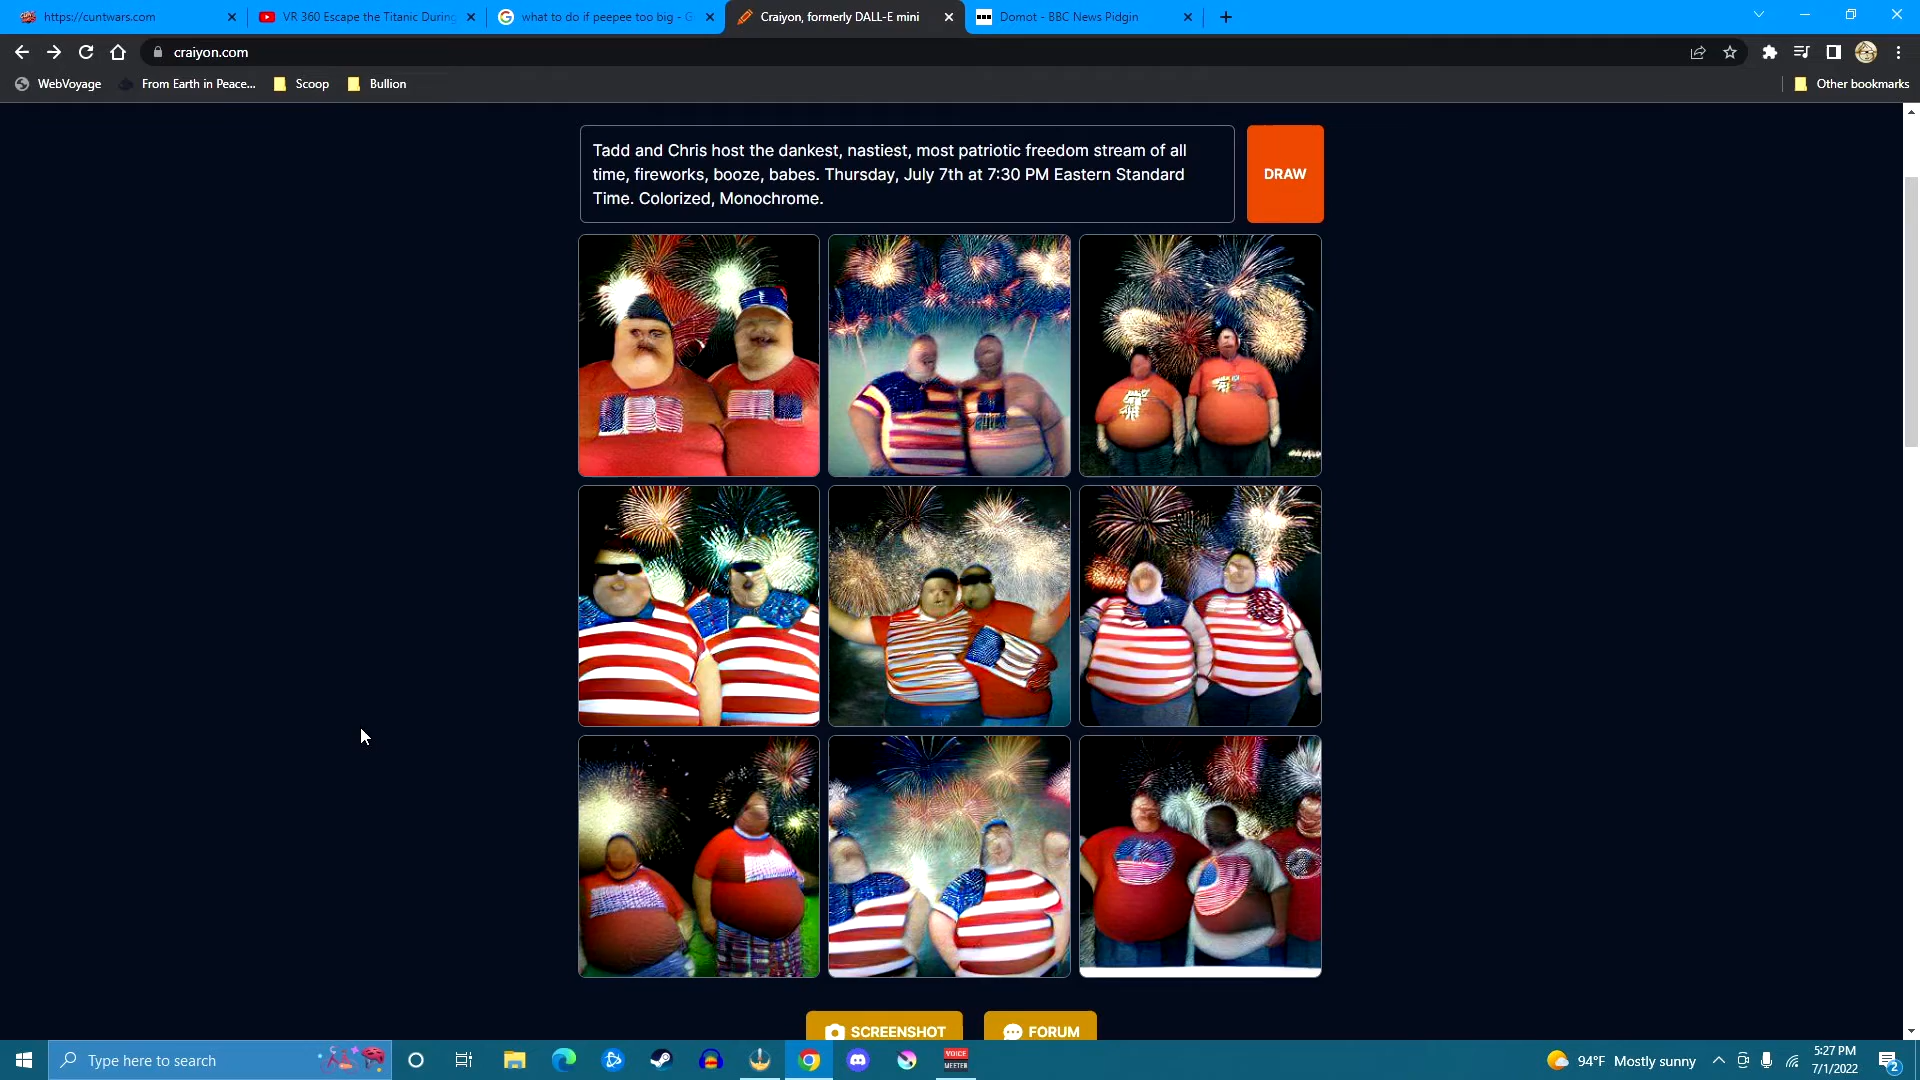 https://cuntwars.com
VR 360 Escape the Titanic During
what to do if peepee too big - G
Craiyon, formerly DALL-E mini
Domot - BBC News Pidgin
craiyon.com
WebVoyage
From Earth in Peace...
Scoop
Bullion
Other bookmarks
Tadd and Chris host the dankest, nastiest, most patriotic freedom stream of all
time, fireworks, booze, babes. Thursday, July 7th at 7:30 PM Eastern Standard
Time. Colorized, Monochrome.
DRAW
SCREENSHOT
FORUM
Type here to search
VOICE
MEETER
94°F Mostly sunny
5:27 PM
7/1/2022
2